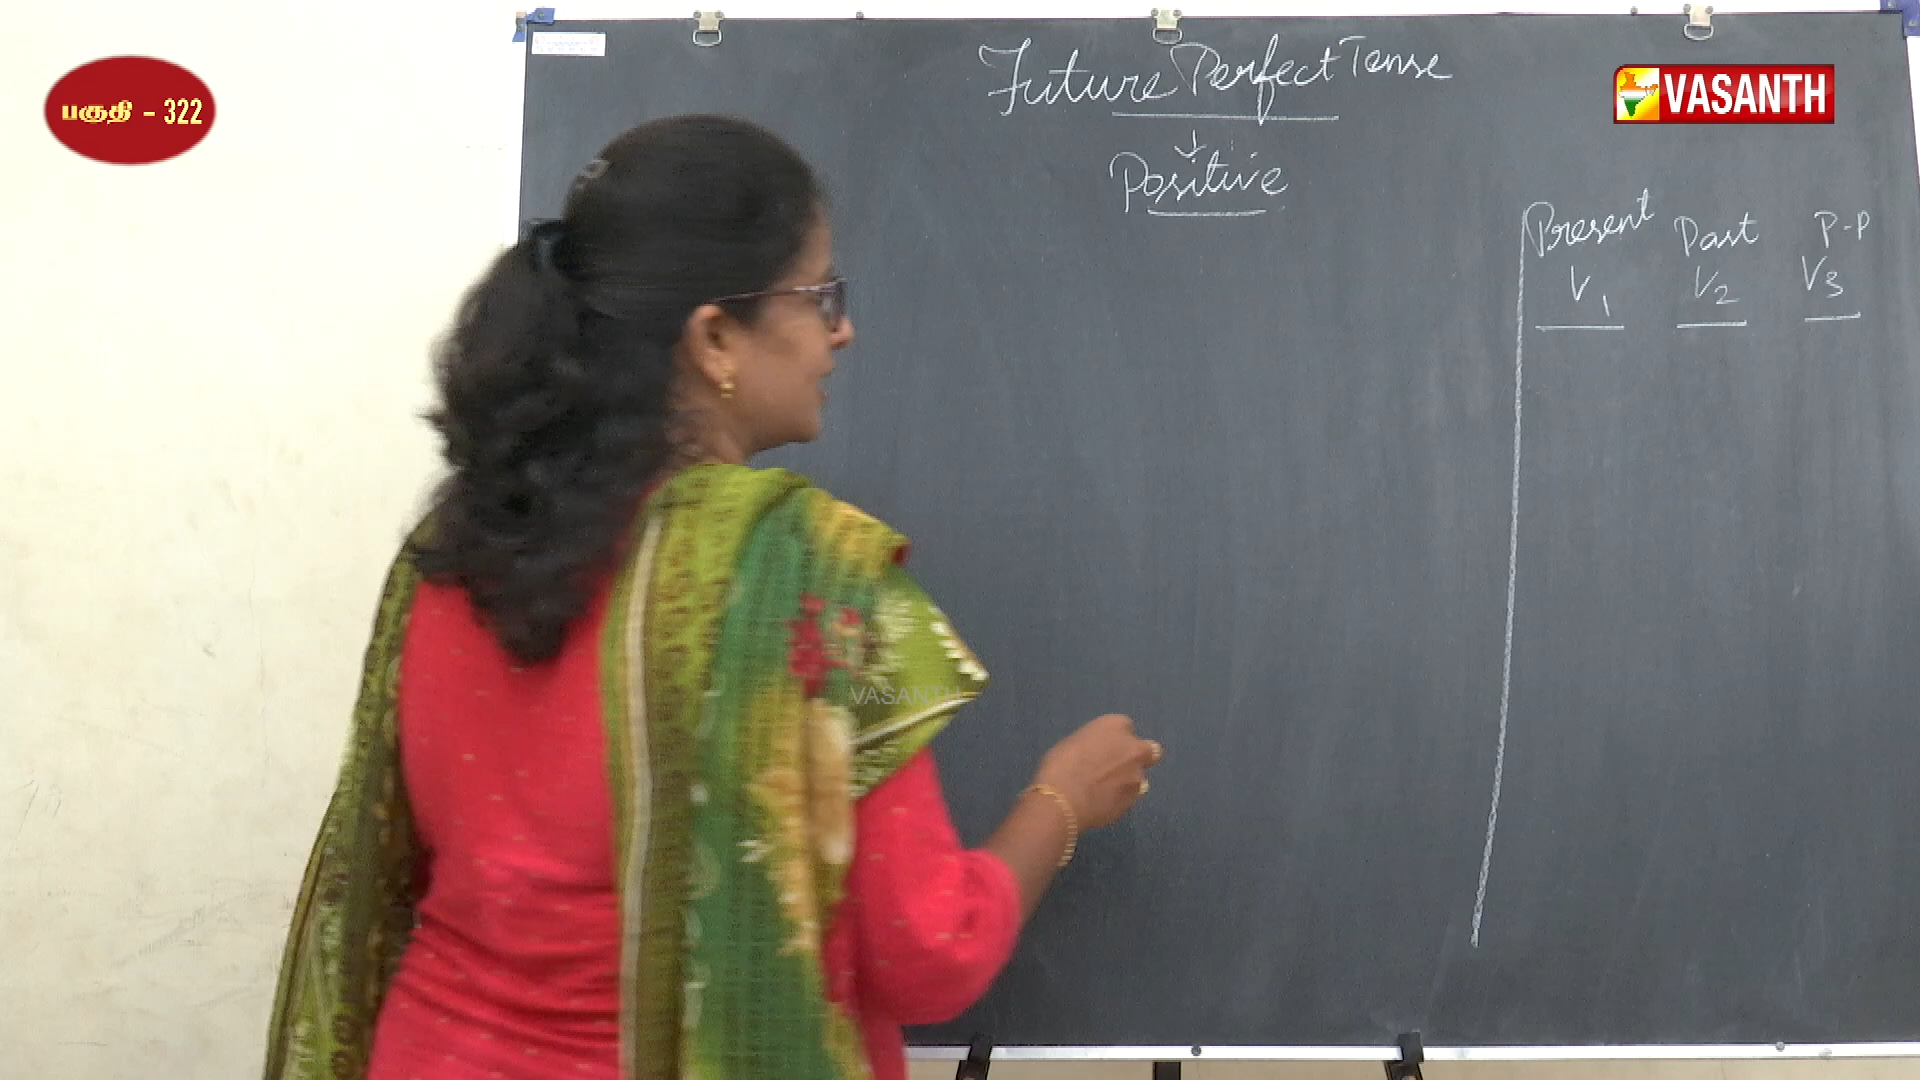 பகுதி - 322
VASANTH
Future Perfect Tense
Positive
Present Past P-P
V1 V2 V3
VASANTH